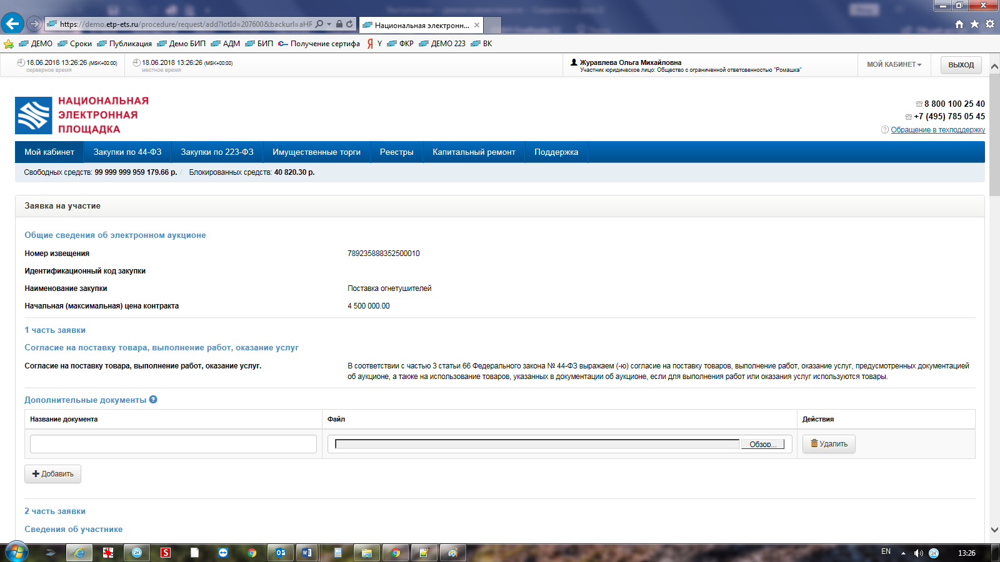 https://demo.etp-ets.ru/procedure/request/add?lotId=207600&backurl=aHR
Национальная электронн...
ДЕМО Сроки Публикация Демо БИП АДМ БИП Получение сертифа Y ФКР ДЕМО 223 ВК
18.06.2018 13:26:26 (MSK+00:00)
серверное время
18.06.2018 13:26:26 (MSK+00:00)
местное время
Журавлева Ольга Михайловна
Участник юридическое лицо: Общество с ограниченной ответсвенностью "Ромашка"
МОЙ КАБИНЕТ
ВЫХОД
НАЦИОНАЛЬНАЯ
ЭЛЕКТРОННАЯ
ПЛОЩАДКА
8 800 100 25 40
+7 (495) 785 05 45
Обращение в техподдержку
Мой кабинет Закупки по 44-ФЗ Закупки по 223-ФЗ Имущественные торги Реестры Капитальный ремонт Поддержка
Свободных средств: 99 999 999 959 179.66 р. / Блокированных средств: 40 820.30 р.
Заявка на участие
Общие сведения об электронном аукционе
Номер извещения 789235888352500010
Идентификационный код закупки
Наименование закупки Поставка огнетушителей
Начальная (максимальная) цена контракта 4 500 000.00
1 часть заявки
Согласие на поставку товара, выполнение работ, оказание услуг
Согласие на поставку товара, выполнение работ, оказание услуг. В соответствии с частью 3 статьи 66 Федерального закона № 44-ФЗ выражаем (-ю) согласие на поставку товаров, выполнение работ, оказание услуг, предусмотренных документацией
об аукционе, а также на использование товаров, указанных в документации об аукционе, если для выполнения работ или оказания услуг используются товары.
Дополнительные документы
Название документа Файл Действия
Обзор... Удалить
Добавить
2 часть заявки
Сведения об участнике
EN 13:26